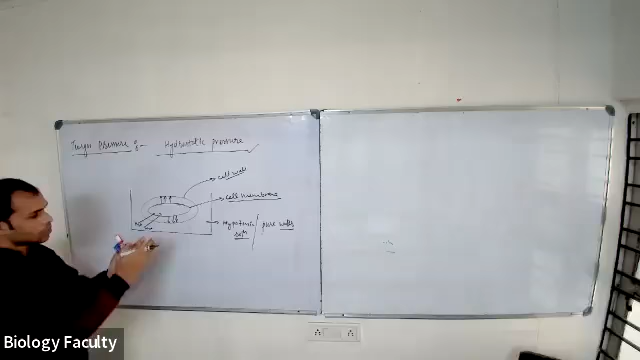 Turgor pressure :- Hydrostatic pressure
cell wall
cell membrane
Hypotonic / pure water
soln
Biology Faculty